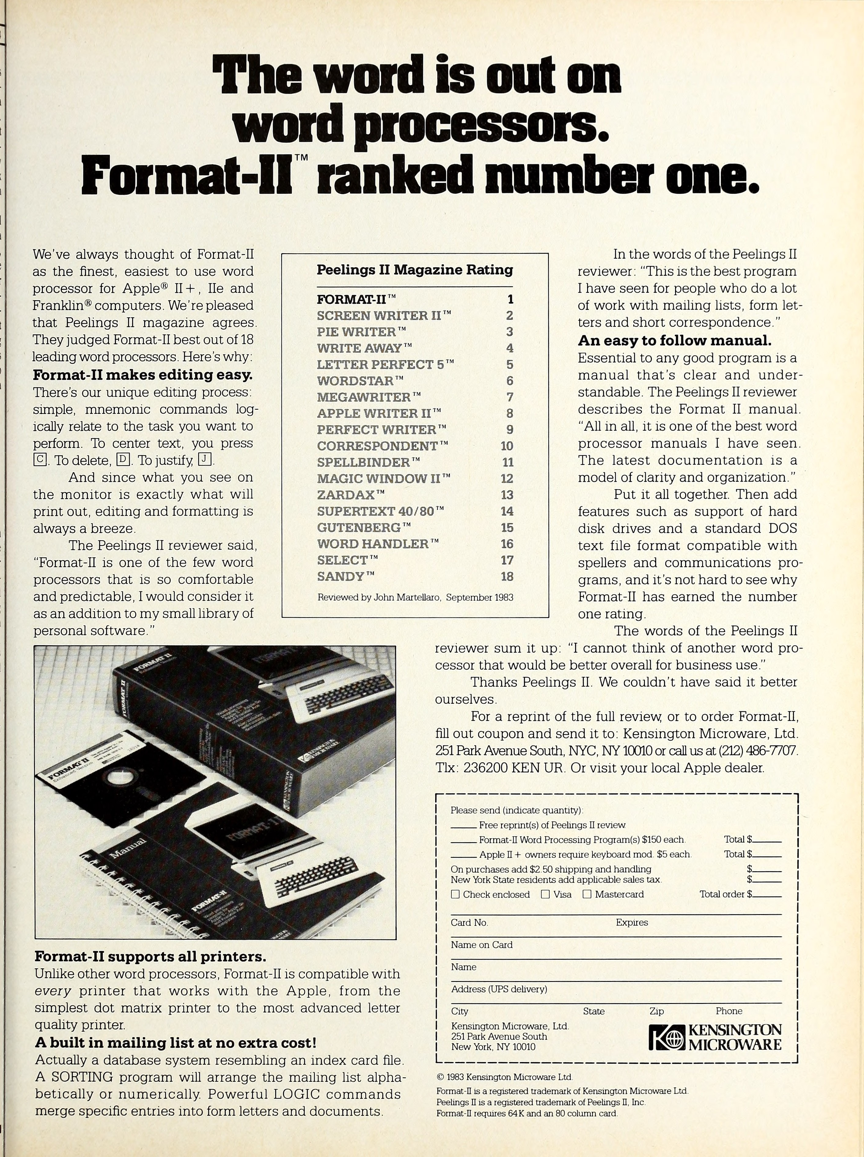 The word is out on
word processors.
Format-II™ ranked number one.
We've always thought of Format-II
as the finest, easiest to use word
processor for Apple® II+, IIe and
Franklin® computers. We're pleased
that Peelings II magazine agrees.
They judged Format-II best out of 18
leading word processors. Here's why:
Format-II makes editing easy.
There's our unique editing process:
simple, mnemonic commands log-
ically relate to the task you want to
perform. To center text, you press
C. To delete, D. To justify, J.
And since what you see on
the monitor is exactly what will
print out, editing and formatting is
always a breeze.
The Peelings II reviewer said,
"Format-II is one of the few word
processors that is so comfortable
and predictable, I would consider it
as an addition to my small library of
personal software."
Peelings II Magazine Rating
FORMAT-II™ 1
SCREEN WRITER II™ 2
PIE WRITER™ 3
WRITE AWAY™ 4
LETTER PERFECT 5™ 5
WORDSTAR™ 6
MEGAWRITER™ 7
APPLE WRITER II™ 8
PERFECT WRITER™ 9
CORRESPONDENT™ 10
SPELLBINDER™ 11
MAGIC WINDOW II™ 12
ZARDAX™ 13
SUPERTEXT 40/80™ 14
GUTENBERG™ 15
WORD HANDLER™ 16
SELECT™ 17
SANDY™ 18
Reviewed by John Martellaro, September 1983
In the words of the Peelings II
reviewer: "This is the best program
I have seen for people who do a lot
of work with mailing lists, form let-
ters and short correspondence."
An easy to follow manual.
Essential to any good program is a
manual that's clear and under-
standable. The Peelings II reviewer
describes the Format II manual.
"All in all, it is one of the best word
processor manuals I have seen.
The latest documentation is a
model of clarity and organization."
Put it all together. Then add
features such as support of hard
disk drives and a standard DOS
text file format compatible with
spellers and communications pro-
grams, and it's not hard to see why
Format-II has earned the number
one rating.
The words of the Peelings II
reviewer sum it up: "I cannot think of another word pro-
cessor that would be better overall for business use."
Thanks Peelings II. We couldn't have said it better
ourselves.
For a reprint of the full review, or to order Format-II,
fill out coupon and send it to: Kensington Microware, Ltd.
251 Park Avenue South, NYC, NY 10010 or call us at (212) 486-7707.
Tlx: 236200 KEN UR. Or visit your local Apple dealer.
FORMAT II
FORMAT II
FORMAT II
FORMAT II
Manual
FORMAT-II
FORMAT-II
Format-II supports all printers.
Unlike other word processors, Format-II is compatible with
every printer that works with the Apple, from the
simplest dot matrix printer to the most advanced letter
quality printer.
A built in mailing list at no extra cost!
Actually a database system resembling an index card file.
A SORTING program will arrange the mailing list alpha-
betically or numerically. Powerful LOGIC commands
merge specific entries into form letters and documents.
Please send (indicate quantity):
Free reprint(s) of Peelings II review
Format-II Word Processing Program(s) $150 each. Total $
Apple II+ owners require keyboard mod. $5 each. Total $
On purchases add $2.50 shipping and handling $
New York State residents add applicable sales tax. $
Check enclosed Visa Mastercard Total order $
Card No. Expires
Name on Card
Name
Address (UPS delivery)
City State Zip Phone
Kensington Microware, Ltd.
251 Park Avenue South
New York, NY 10010
KENSINGTON
MICROWARE
© 1983 Kensington Microware Ltd.
Format-II is a registered trademark of Kensington Microware Ltd.
Peelings II is a registered trademark of Peelings II, Inc.
Format-II requires 64K and an 80 column card.